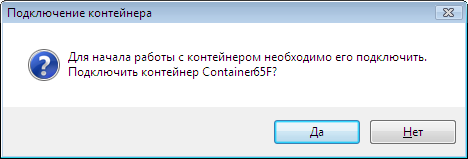 Подключение контейнера
Для начала работы с контейнером необходимо его подключить.
Подключить контейнер Container65F?
Да
Нет